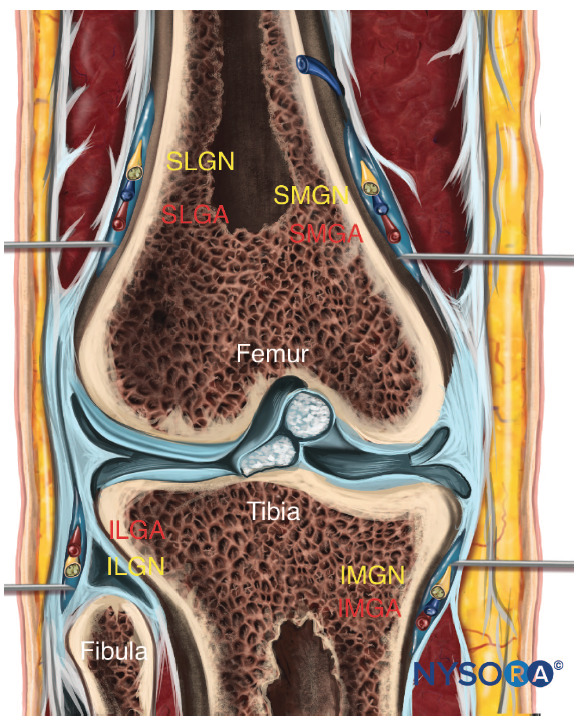 SLGN
SMGN
SLGA
SMGA
Femur
Tibia
ILGA
ILGN
IMGN
IMGA
Fibula
NYSORA©